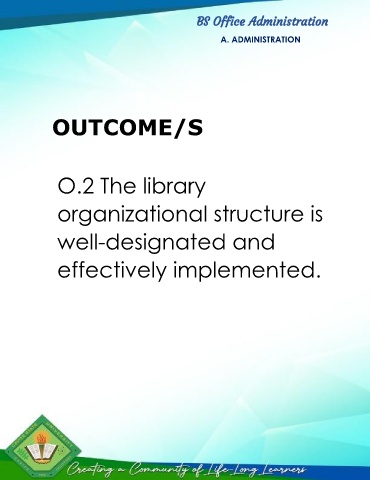 BS Office Administration
A. ADMINISTRATION
OUTCOME/S
O.2 The library
organizational structure is
well-designated and
effectively implemented.
Creating a Community of Life-Long Learners